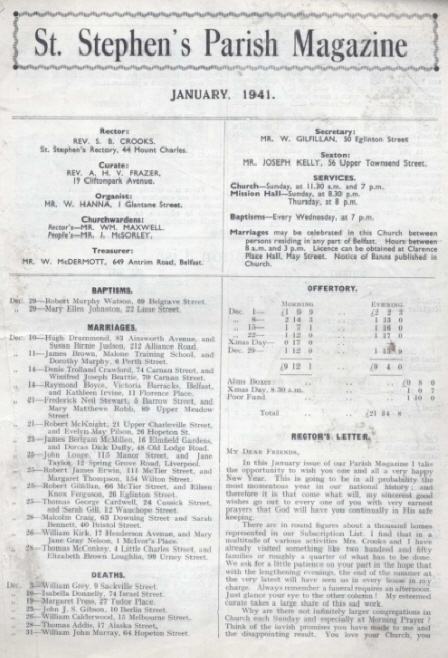 St. Stephen's Parish Magazine
JANUARY, 1941.
Rector:
REV. S. B. CROOKS,
St. Stephen's Rectory, 44 Mount Charles.
Curate:
REV. A. H. V. FRAZER,
19 Cliftonpark Avenue.
Organist:
MR. W. HANNA, 1 Glantane Street.
Churchwardens:
Rector's—MR. WM. MAXWELL.
People's—MR. J. McSORLEY.
Treasurer:
MR. W. McDERMOTT, 649 Antrim Road, Belfast.
Secretary:
MR. W. GILFILLAN, 30 Eglinton Street
Sexton:
MR. JOSEPH KELLY, 56 Upper Townsend Street.
SERVICES.
Church—Sunday, at 11.30 a.m. and 7 p.m.
Mission Hall—Sunday, at 8.30 p.m.
Thursday, at 8 p.m.
Baptisms—Every Wednesday, at 7 p.m.
Marriages may be celebrated in this Church between
persons residing in any part of Belfast. Hours between
8 a.m. and 3 p.m. Licence can be obtained at Clarence
Place Hall, May Street. Notice of Banns published in
Church.
BAPTISMS.
Dec. 29—Robert Murphy Watson, 69 Belgrave Street.
„ 29—Mary Ellen Johnston, 22 Lime Street.
MARRIAGES.
Dec. 10—Hugh Drummond, 83 Ainsworth Avenue, and
Susan Birnie Judson, 212 Alliance Road.
11—James Brown, Malone Training School, and
Dorothy Murphy, 6 Perth Street.
14—Denis Trolland Crawford, 74 Carnan Street, and
Winifred Joseph Beattie, 70 Carnan Street.
14—Raymond Boyes, Victoria Barracks, Belfast,
and Kathleen Irvine, 11 Florence Place.
21—Frederick Neil Stewart, 5 Barrow Street, and
Mary Matthews Robb, 89 Upper Meadow
Street
21—Robert McKnight, 21 Upper Charleville Street,
and Evelyn May Pilson, 26 Hopeton St.
23—James Bertram McMillen, 16 Elmfield Gardens,
and Dorcas Dick Daffy, 48 Old Lodge Road.
25—John Louge, 115 Manor Street, and Jane
Taylor, 12 Spring Grove Road, Liverpool.
25—Robert James Erwin, 111 McTier Street, and
Margaret Thompson, 154 Wilton Street.
25—Robert Gilfillan, 66 McTier Street, and Eileen
Knox Ferguson, 26 Eglinton Street.
25—Thomas George Cardwell, 24 Cussick Street,
and Sarah Gill, 12 Wauchope Street.
Malcolm Craig, 63 Downing Street and Sarah
Bennett, 40 Bristol Street.
26—William Kirk, 17 Henderson Avenue, and Mary
Jane Gray Nelson, 1 McIvor's Place.
Thomas McConkey, 4 Little Charles Street, and
Elizabeth Brown Loughlin, 98 Urney Street.
DEATHS.
Dec. 3—William Grey, 9 Sackville Street.
10—Isabella Donnelly, 74 Israel Street.
Margaret Pogs, 27 Tudor Place.
25—John J. S. Gibson, 10 Berlin Street.
26—William Calderwood, 15 Melbourne Street.
Thomas Addis, 17 Alaska Street.
31—William John Murray, 64 Hopeton Street.
OFFERTORY.
MORNING EVENING
Dec. 1— £1 9 9 £2 2 3
„ 8— 2 14 3 1 13 0
„ 15— 1 7 1 1 16 0
„ 22— 1 12 0 1 17 0
Xmas Day— 0 17 0
Dec. 29— 1 12 0
£9 12 1 £9 4 0
Alms Boxes £0 8 0
Xmas Day, 8.30 a.m. 1 0 7
Poor Fund 1 10 0
Total £21 14 8
RECTOR'S LETTER.
MY DEAR FRIENDS,
In this January issue of our Parish Magazine I take
the opportunity to wish you one and all a very happy
New Year. This is going to be in all probability the
most momentous year in our national history; and
therefore it is that come what will, my sincerest good
wishes go out to every one of you with very earnest
prayers that God will have you continually in His safe
keeping.
There are in round figures about a thousand homes
represented in our Subscription List. I find that in a
multitude of various activities Mrs. Crooks and I have
already visited something like two hundred and fifty
families or roughly a quarter of what has to be done.
We ask for a little patience on your part in the hope that
with the lengthening evenings, the end of the summer at
the very latest will have seen us in every house in my
charge. Always remember a funeral requires an afternoon.
Just glance your eye to the other column! My esteemed
curate takes a large share of this sad work.
Why are there not infinitely larger congregations in
Church each Sunday and especially at Morning Prayer?
Think of the lavish promises you have made to me and
the disappointing result. You love your Church, you